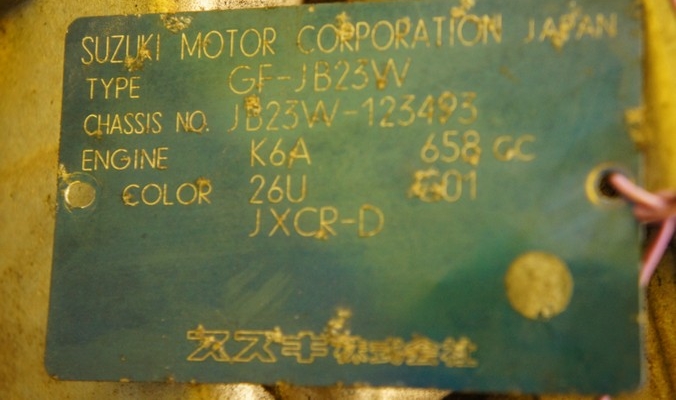 SUZUKI MOTOR CORPORATION JAPAN
TYPE GF-JB23W
CHASSIS NO. JB23W-123493
ENGINE K6A 658 CC
COLOR 26U G01
JXCR-D
スズキ株式会社